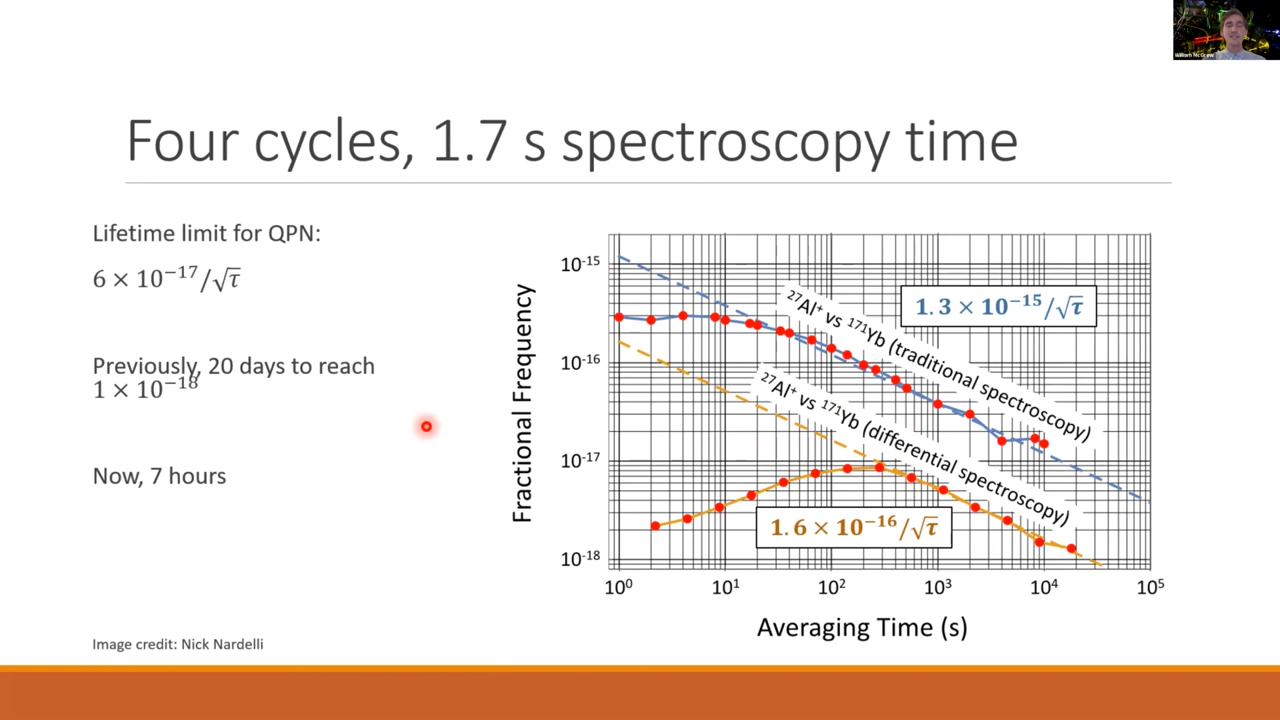 William McGrew
Four cycles, 1.7 s spectroscopy time
Lifetime limit for QPN:
6 × 10⁻¹⁷/√τ
Previously, 20 days to reach
1 × 10⁻¹⁸
Now, 7 hours
Image credit: Nick Nardelli
Fractional Frequency
10⁻¹⁵
10⁻¹⁶
10⁻¹⁷
10⁻¹⁸
1.3 × 10⁻¹⁵/√τ
²⁷Al⁺ vs ¹⁷¹Yb (traditional spectroscopy)
²⁷Al⁺ vs ¹⁷¹Yb (differential spectroscopy)
1.6 × 10⁻¹⁶/√τ
10⁰ 10¹ 10² 10³ 10⁴ 10⁵
Averaging Time (s)